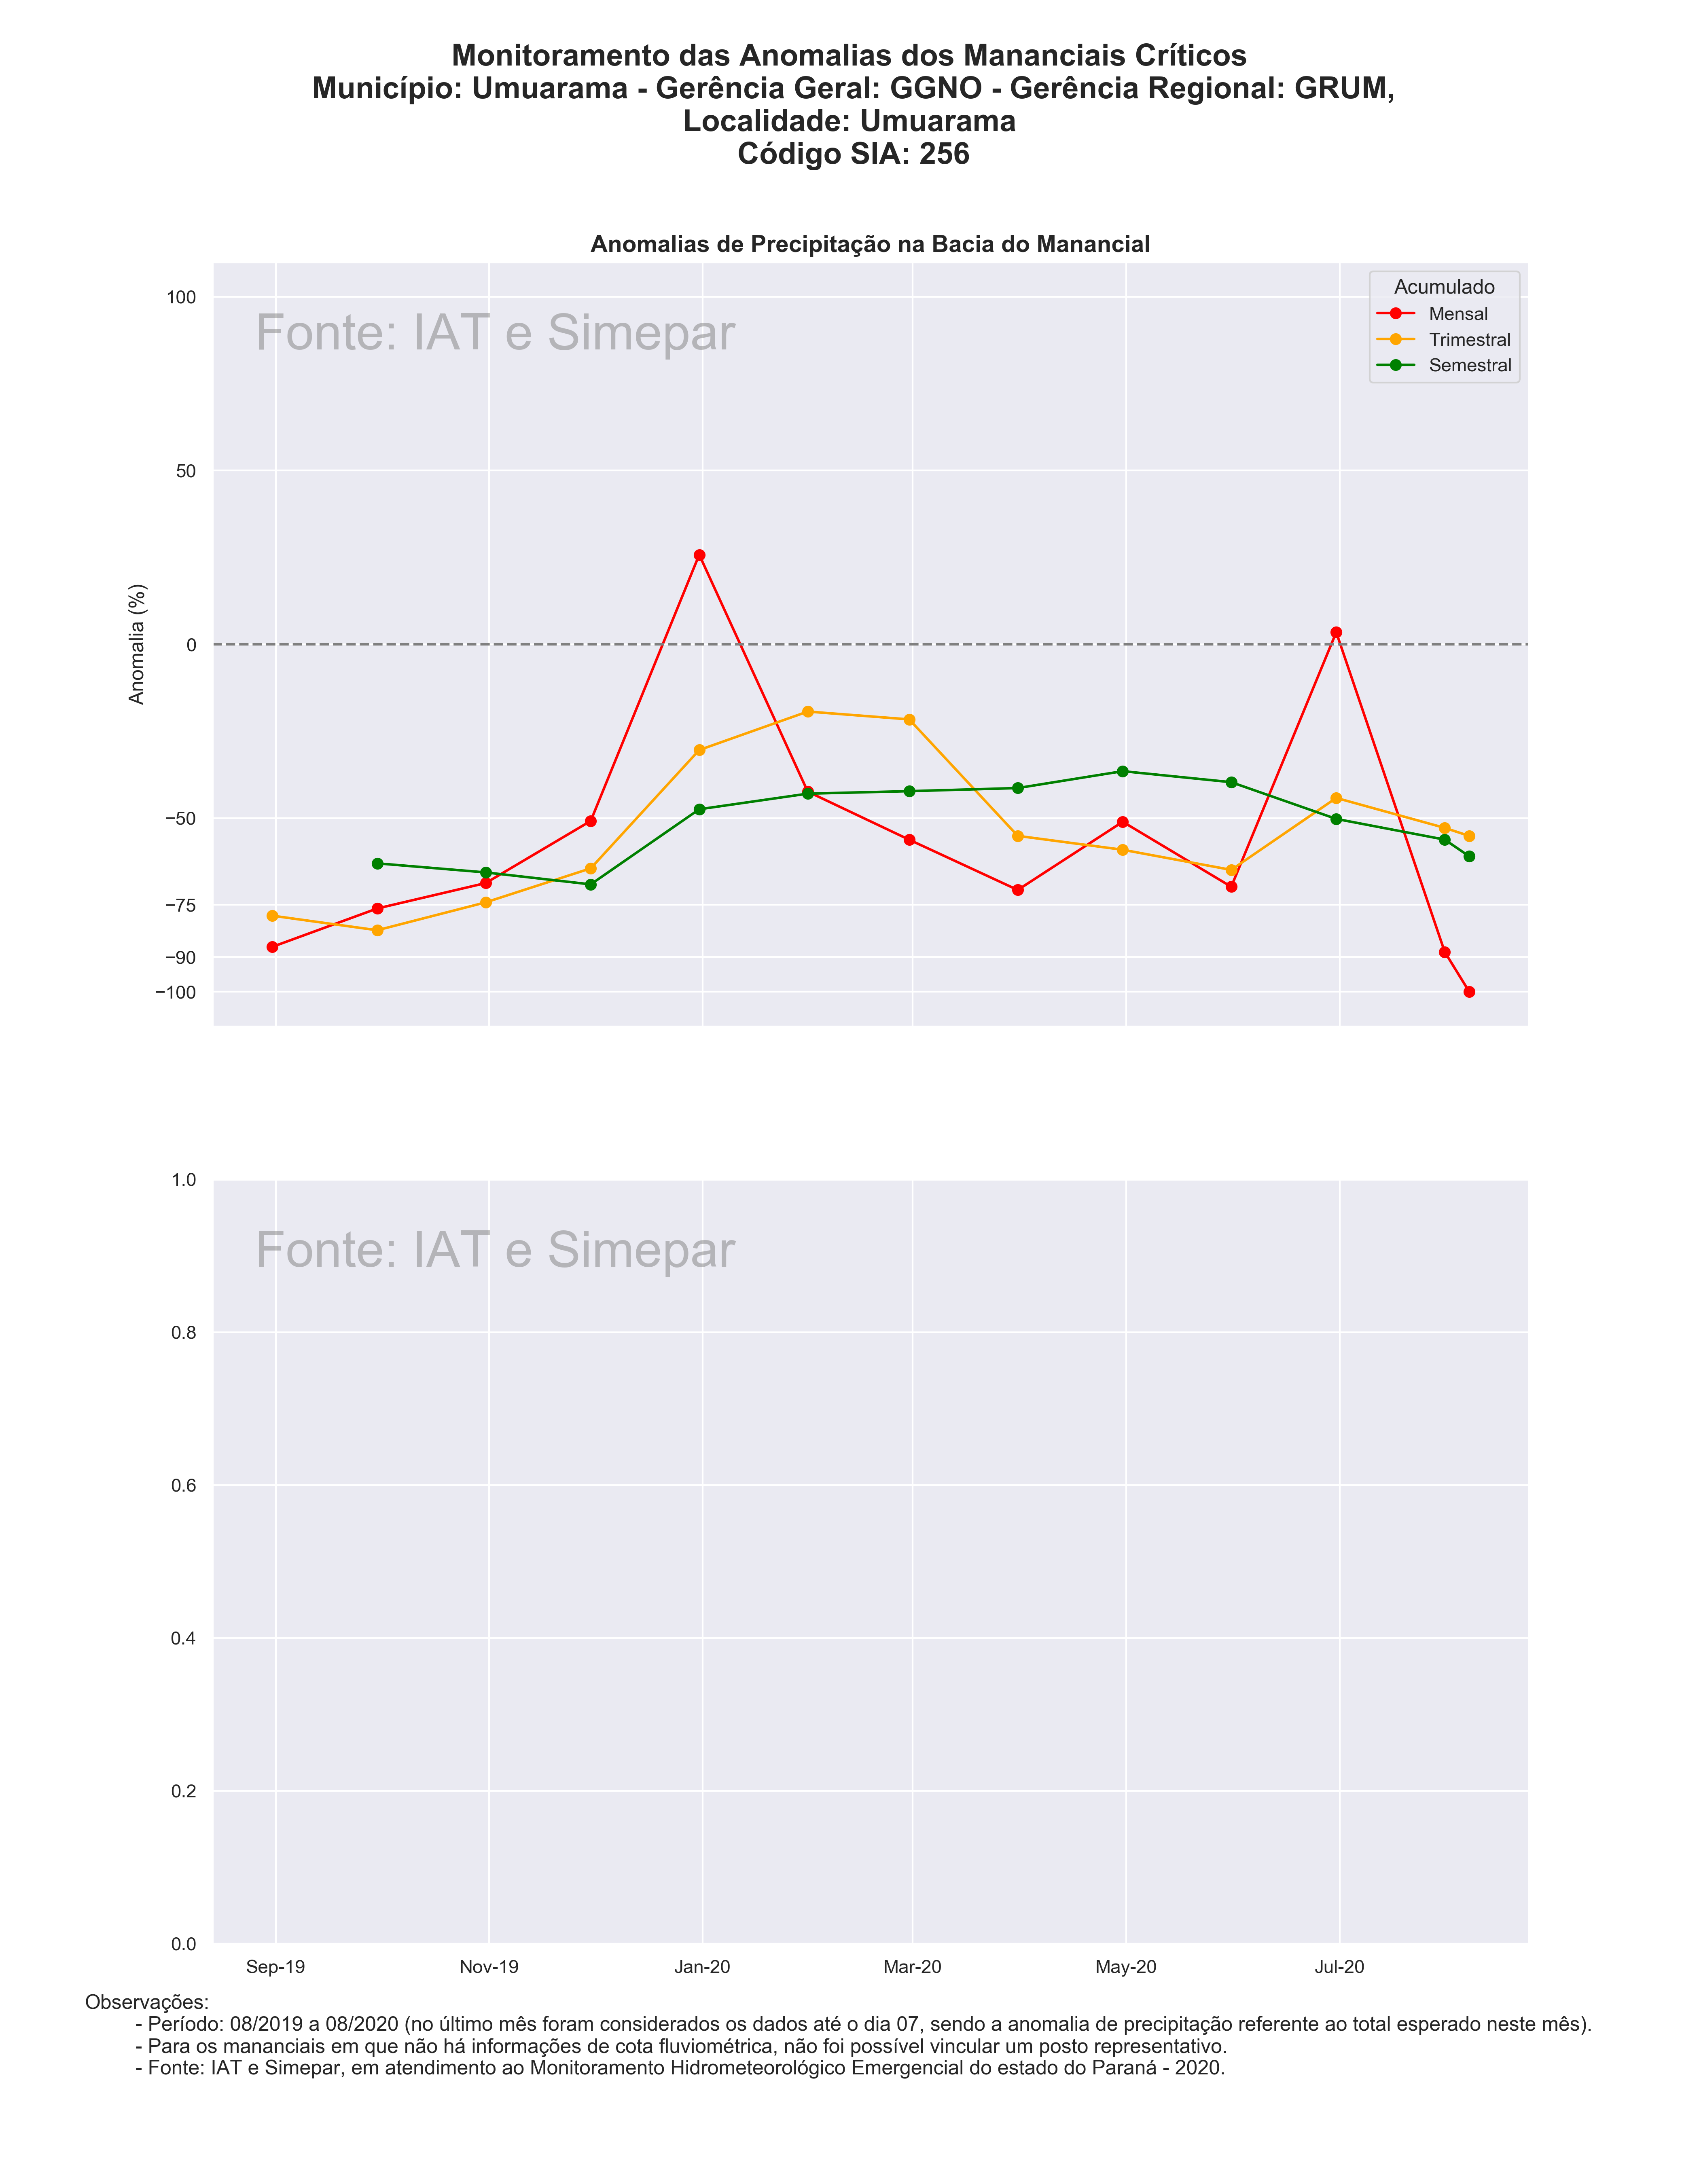 Monitoramento das Anomalias dos Mananciais Críticos
Município: Umuarama - Gerência Geral: GGNO - Gerência Regional: GRUM,
Localidade: Umuarama
Código SIA: 256
Anomalias de Precipitação na Bacia do Manancial
Fonte: IAT e Simepar
Acumulado
Mensal
Trimestral
Semestral
Anomalia (%)
100
50
0
−50
−75
−90
−100
Fonte: IAT e Simepar
1.0
0.8
0.6
0.4
0.2
0.0
Sep-19 Nov-19 Jan-20 Mar-20 May-20 Jul-20
Observações:
- Período: 08/2019 a 08/2020 (no último mês foram considerados os dados até o dia 07, sendo a anomalia de precipitação referente ao total esperado neste mês).
- Para os mananciais em que não há informações de cota fluviométrica, não foi possível vincular um posto representativo.
- Fonte: IAT e Simepar, em atendimento ao Monitoramento Hidrometeorológico Emergencial do estado do Paraná - 2020.